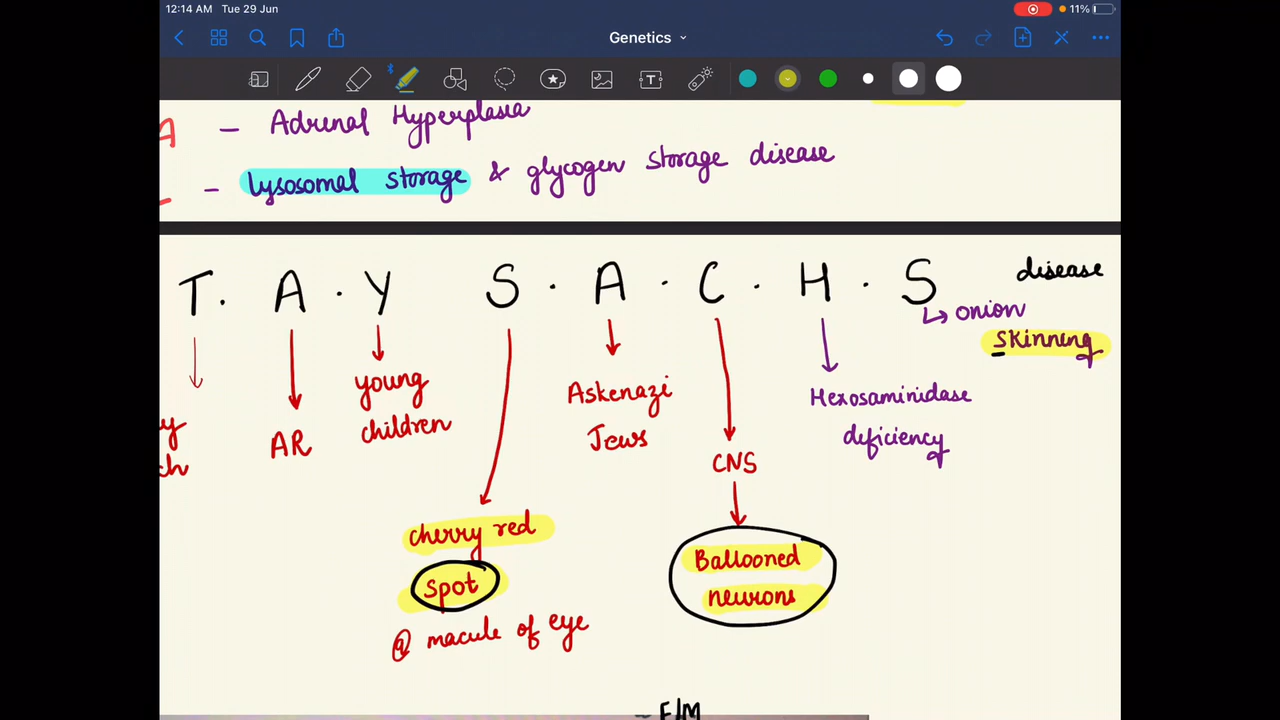 12:14 AM Tue 29 Jun
11%
Genetics
A - Adrenal Hyperplasia
- lysosomal storage & glycogen storage disease
T. A . Y S . A . C . H . S disease
onion
skinning
young
children
AR
Askenazi
Jews
CNS
Hexosaminidase
deficiency
cherry red
spot
@ macule of eye
Ballooned
neurons
E/M